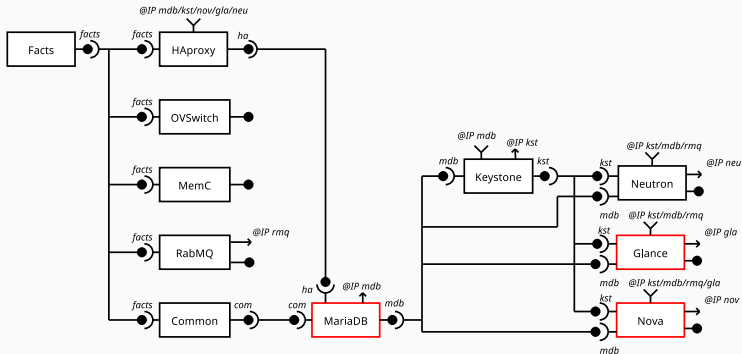 @IP mdb/kst/nov/gla/neu
facts
facts
ha
Facts
HAproxy
facts
OVSwitch
@IP mdb
@IP kst
@IP kst/mdb/rmq
mdb
kst
kst
@IP neu
facts
MemC
Keystone
Neutron
mdb
@IP kst/mdb/rmq
facts
@IP rmq
kst
@IP gla
RabMQ
Glance
ha
@IP mdb
mdb
@IP kst/mdb/rmq/gla
facts
com
com
mdb
kst
@IP nov
Common
MariaDB
Nova
mdb